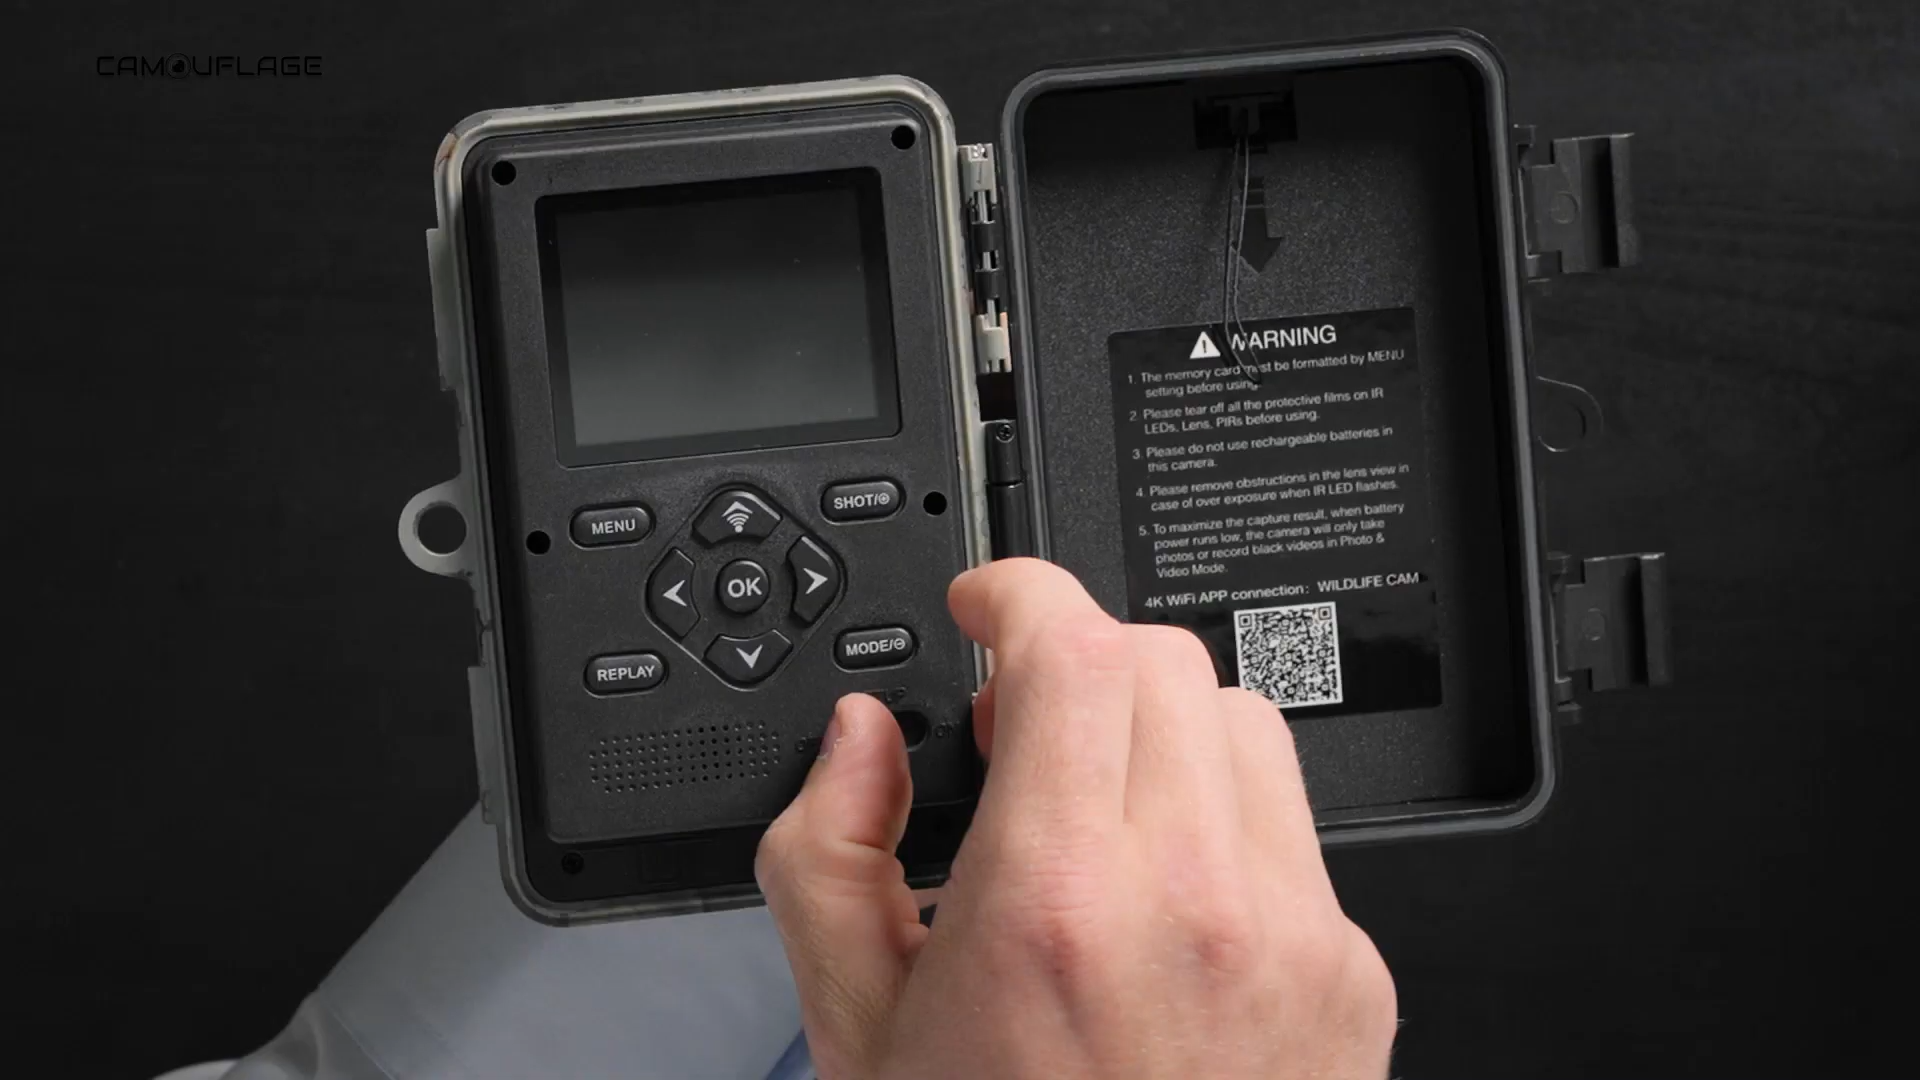 CAMOUFLAGE
MENU
SHOT/⊕
OK
REPLAY
MODE/⊖
WARNING
1. The memory card must be formatted by MENU
setting before using.
2. Please tear off all the protective films on IR
LEDs, Lens, PIRs before using.
3. Please do not use rechargeable batteries in
this camera.
4. Please remove obstructions in the lens view in
case of over exposure when IR LED flashes.
5. To maximize the capture result, when battery
power runs low, the camera will only take
photos or record black videos in Photo &
Video Mode.
4K WiFi APP connection: WILDLIFE CAM